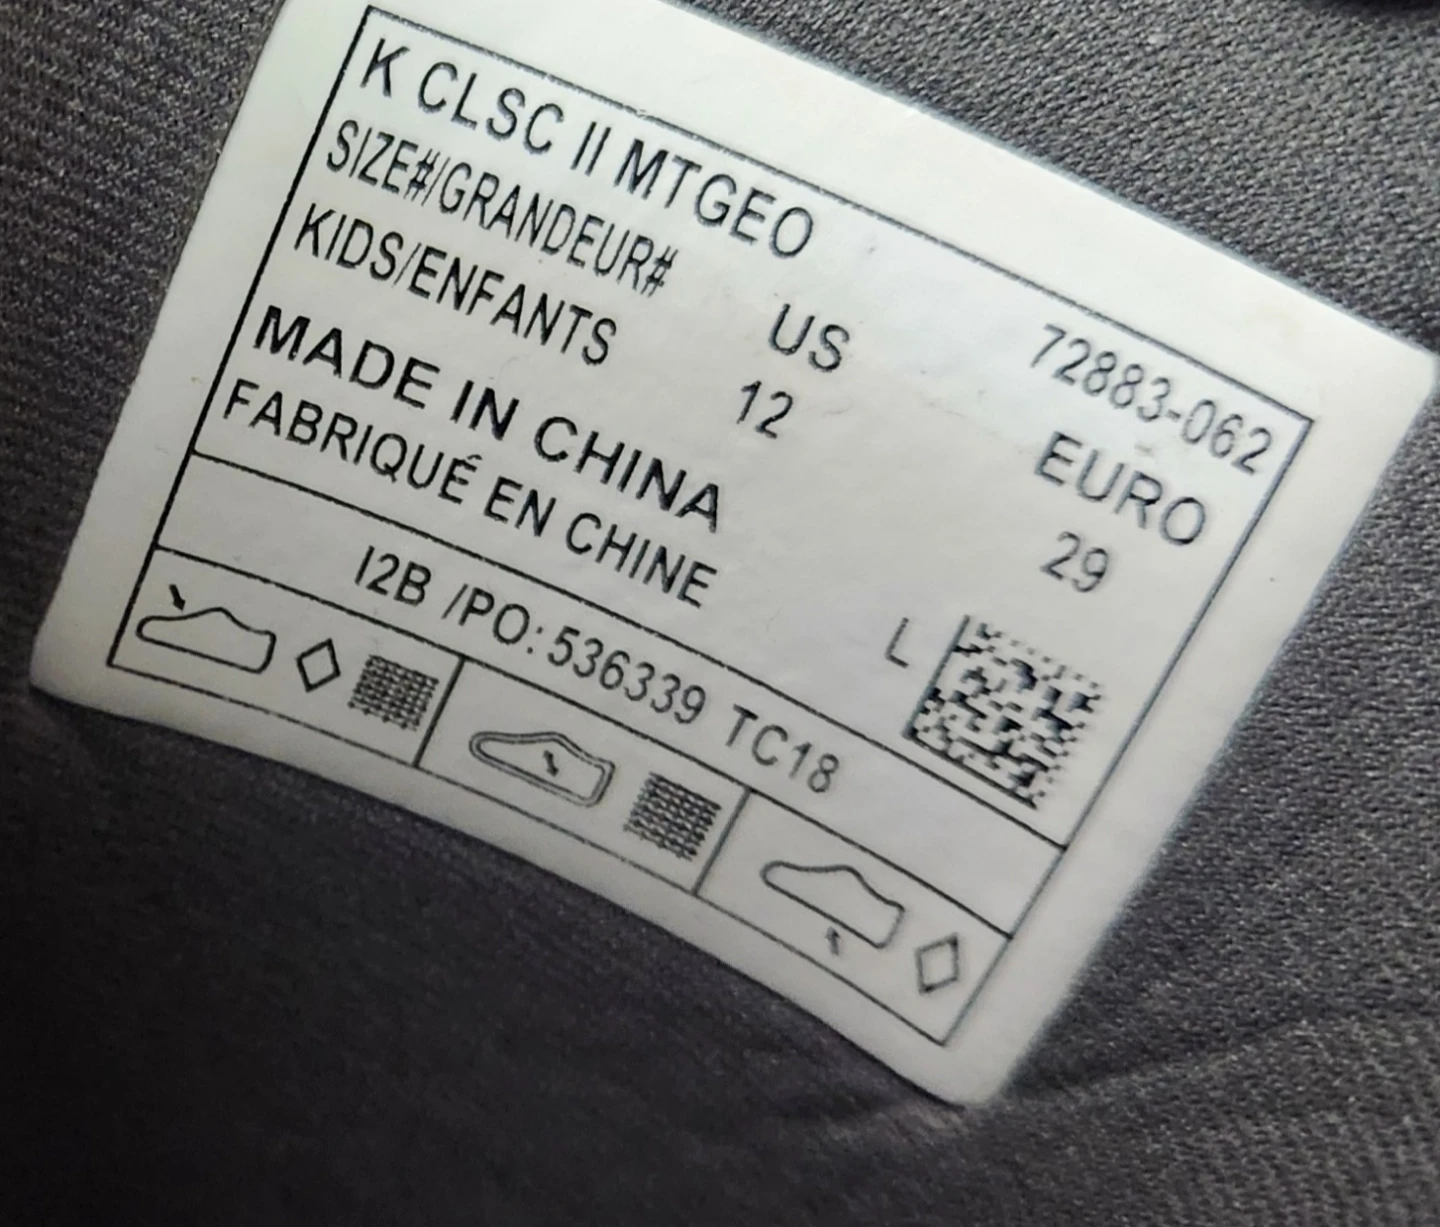 K CLSC II MTGEO 72883-062
SIZE#/GRANDEUR# US EURO
KIDS/ENFANTS 12 29
MADE IN CHINA
FABRIQUÉ EN CHINE L
I2B /PO: 536339 TC18